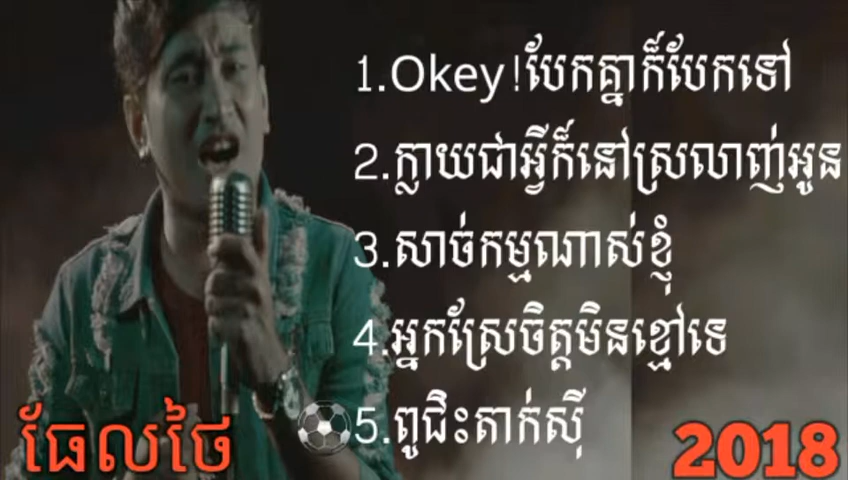 1.Okey!បែកគ្នាក៏បែកទៅ
2.ក្លាយជាអ្វីក៏នៅស្រលាញ់អូន
3.សាច់កម្មណាស់ខ្ញុំ
4.អ្នកស្រែចិត្តមិនខ្មៅទេ
5.ពូជិះតាក់ស៊ី
ធែលថៃ
2018